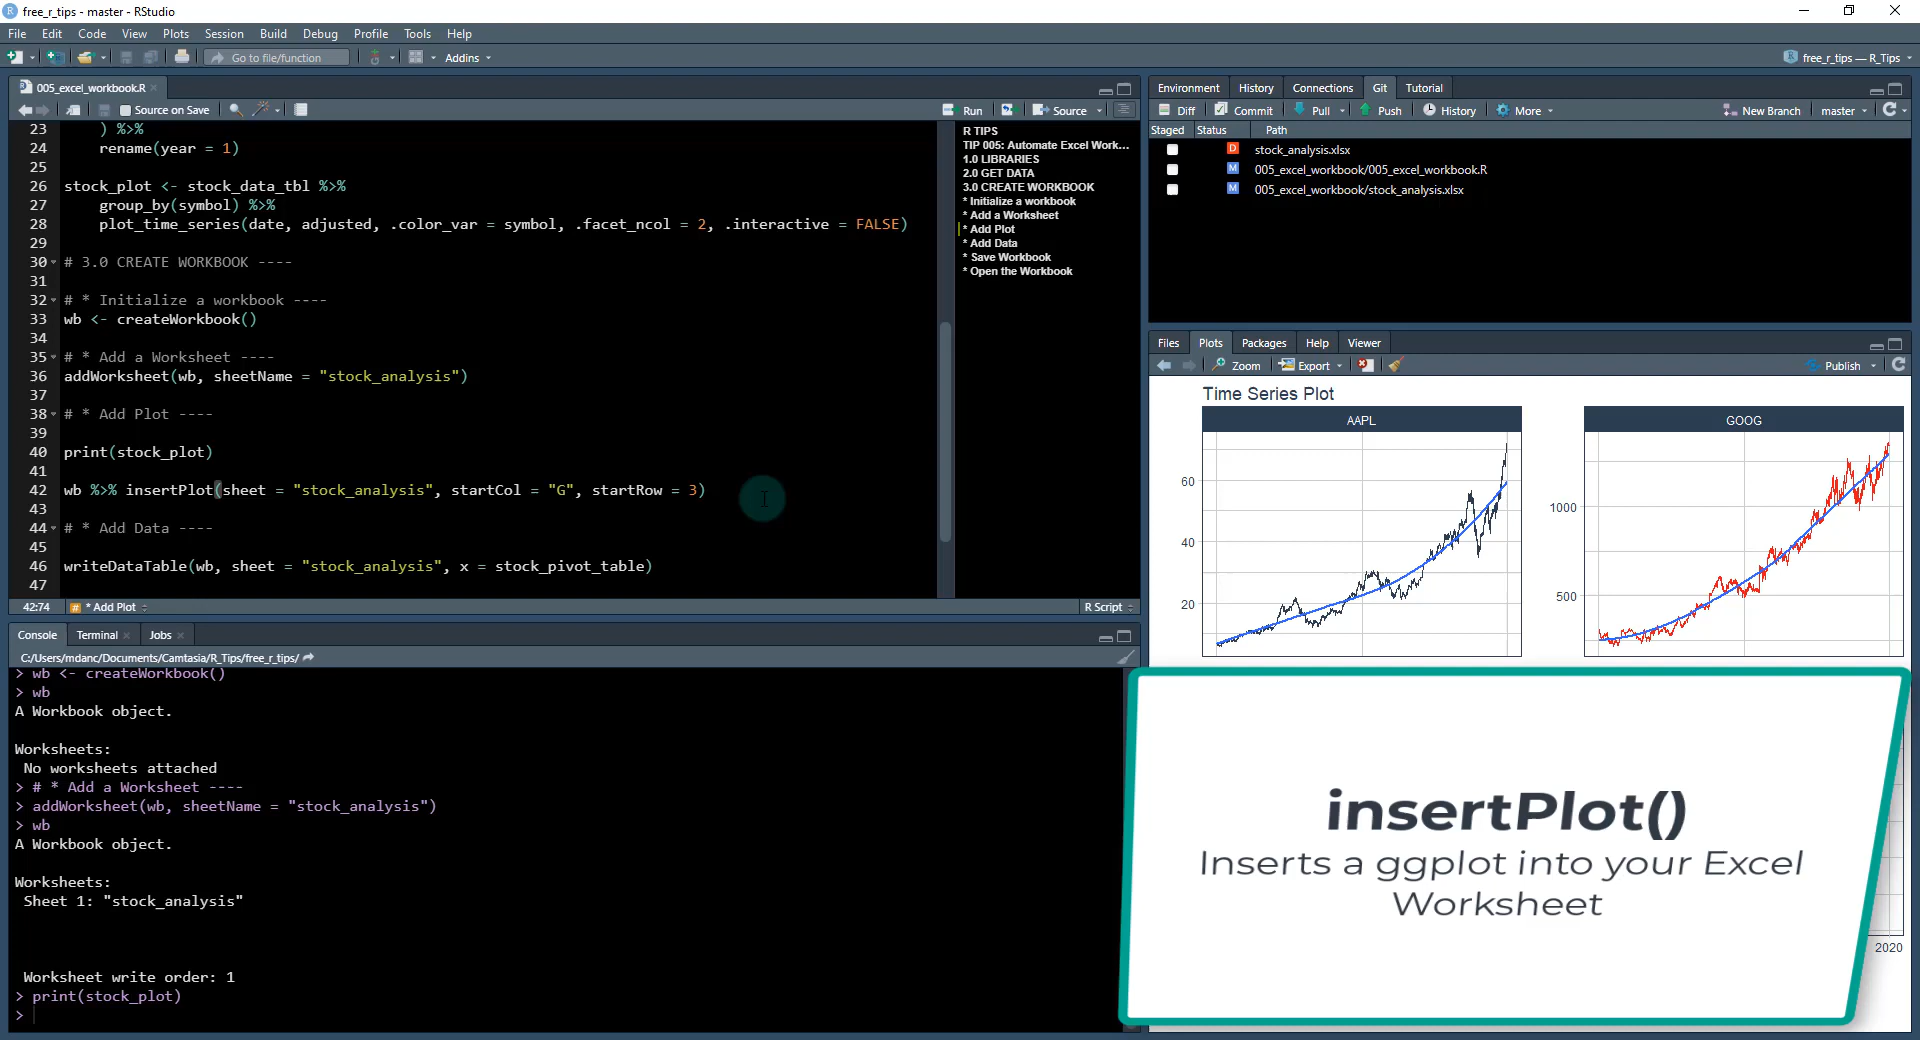 free_r_tips - master - RStudio
File Edit Code View Plots Session Build Debug Profile Tools Help
Go to file/function Addins free_r_tips — R_Tips
005_excel_workbook.R
Source on Save Run Source
23 ) %>%
24 rename(year = 1)
25
26 stock_plot <- stock_data_tbl %>%
27 group_by(symbol) %>%
28 plot_time_series(date, adjusted, .color_var = symbol, .facet_ncol = 2, .interactive = FALSE)
29
30 # 3.0 CREATE WORKBOOK ----
31
32 # * Initialize a workbook ----
33 wb <- createWorkbook()
34
35 # * Add a Worksheet ----
36 addWorksheet(wb, sheetName = "stock_analysis")
37
38 # * Add Plot ----
39
40 print(stock_plot)
41
42 wb %>% insertPlot(sheet = "stock_analysis", startCol = "G", startRow = 3)
43
44 # * Add Data ----
45
46 writeDataTable(wb, sheet = "stock_analysis", x = stock_pivot_table)
47
42:74 # * Add Plot R Script
R TIPS
TIP 005: Automate Excel Work...
1.0 LIBRARIES
2.0 GET DATA
3.0 CREATE WORKBOOK
* Initialize a workbook
* Add a Worksheet
* Add Plot
* Add Data
* Save Workbook
* Open the Workbook
Console Terminal Jobs
C:/Users/mdanc/Documents/Camtasia/R_Tips/free_r_tips/
> wb <- createWorkbook()
> wb
A Workbook object.
Worksheets:
No worksheets attached
> # * Add a Worksheet ----
> addWorksheet(wb, sheetName = "stock_analysis")
> wb
A Workbook object.
Worksheets:
Sheet 1: "stock_analysis"
Worksheet write order: 1
> print(stock_plot)
>
Environment History Connections Git Tutorial
Diff Commit Pull Push History More New Branch master
Staged Status Path
D stock_analysis.xlsx
M 005_excel_workbook/005_excel_workbook.R
M 005_excel_workbook/stock_analysis.xlsx
Files Plots Packages Help Viewer
Zoom Export Publish
Time Series Plot
AAPL
60
40
20
GOOG
1000
500
2020
insertPlot()
Inserts a ggplot into your Excel
Worksheet